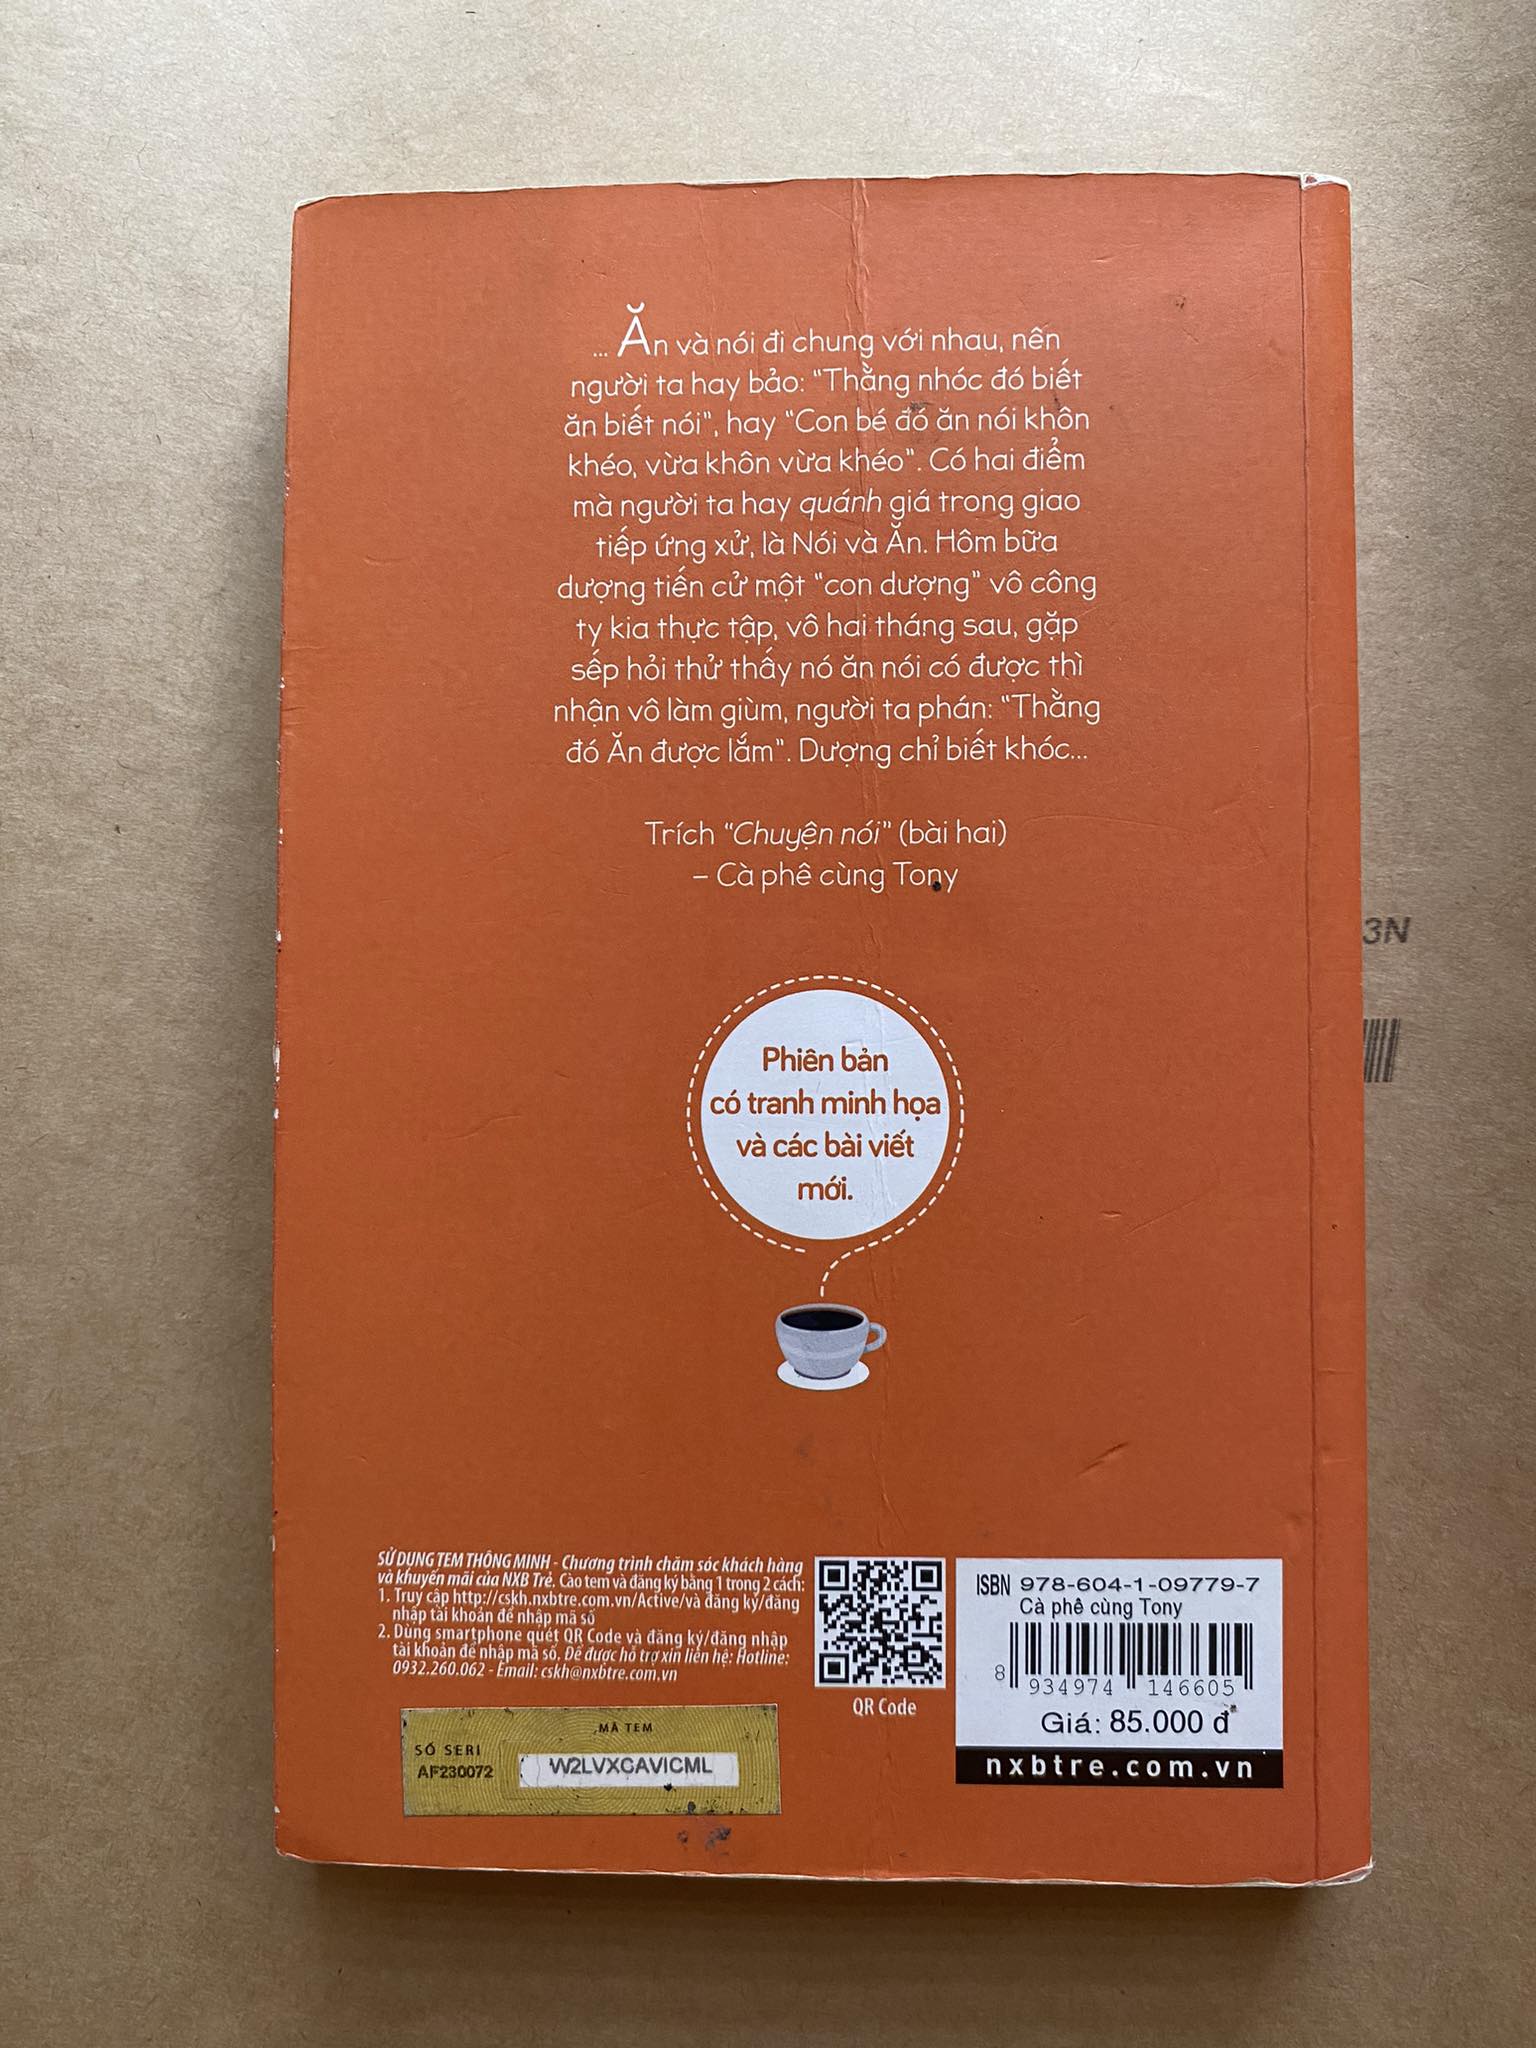 ... Ăn và nói đi chung với nhau, nên
người ta hay bảo: "Thằng nhóc đó biết
ăn biết nói", hay "Con bé đó ăn nói khôn
khéo, vừa khôn vừa khéo". Có hai điểm
mà người ta hay quánh giá trong giao
tiếp ứng xử, là Nói và Ăn. Hôm bữa
dượng tiến cử một "con dượng" vô công
ty kia thực tập, vô hai tháng sau, gặp
sếp hỏi thử thấy nó ăn nói có được thì
nhận vô làm giùm, người ta phán: "Thằng
đó Ăn được lắm". Dượng chỉ biết khóc...
Trích "Chuyện nói" (bài hai)
– Cà phê cùng Tony
3N
Phiên bản
có tranh minh họa
và các bài viết
mới.
SỬ DỤNG TEM THÔNG MINH - Chương trình chăm sóc khách hàng
và khuyến mãi của NXB Trẻ. Cào tem và đăng ký bằng 1 trong 2 cách:
1. Truy cập http://cskh.nxbtre.com.vn/Active/và đăng ký/đăng
nhập tài khoản để nhập mã số
2. Dùng smartphone quét QR Code và đăng ký/đăng nhập
tài khoản để nhập mã số. Để được hỗ trợ xin liên hệ: Hotline:
0932.260.062 - Email: cskh@nxbtre.com.vn
QR Code
ISBN 978-604-1-09779-7
Cà phê cùng Tony
8 934974 146605
Giá: 85.000 đ
nxbtre.com.vn
MÃ TEM
SỐ SERI
AF230072
W2LVXCAVICML